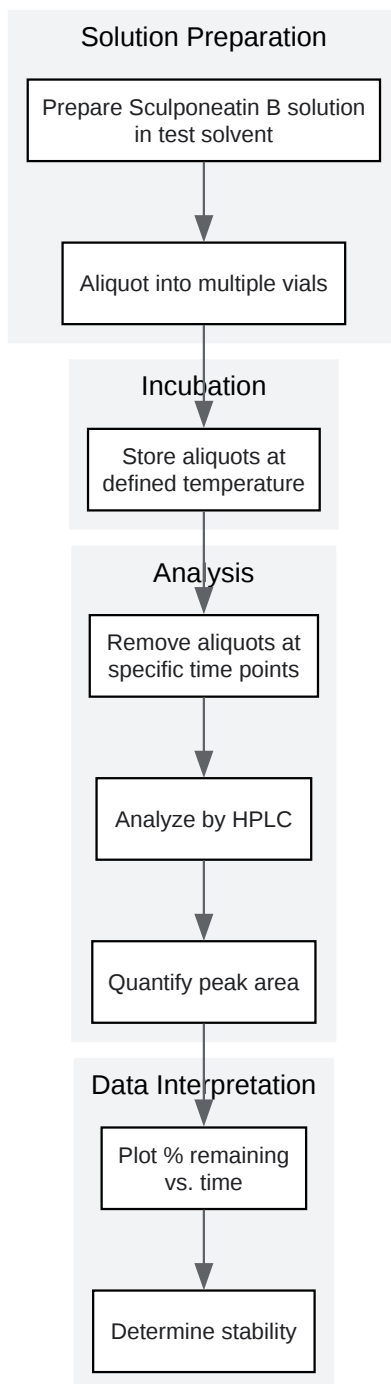 Solution Preparation
Prepare Sculponeatin B solution
in test solvent
Aliquot into multiple vials
Incubation
Store aliquots at
defined temperature
Analysis
Remove aliquots at
specific time points
Analyze by HPLC
Quantify peak area
Data Interpretation
Plot % remaining
vs. time
Determine stability